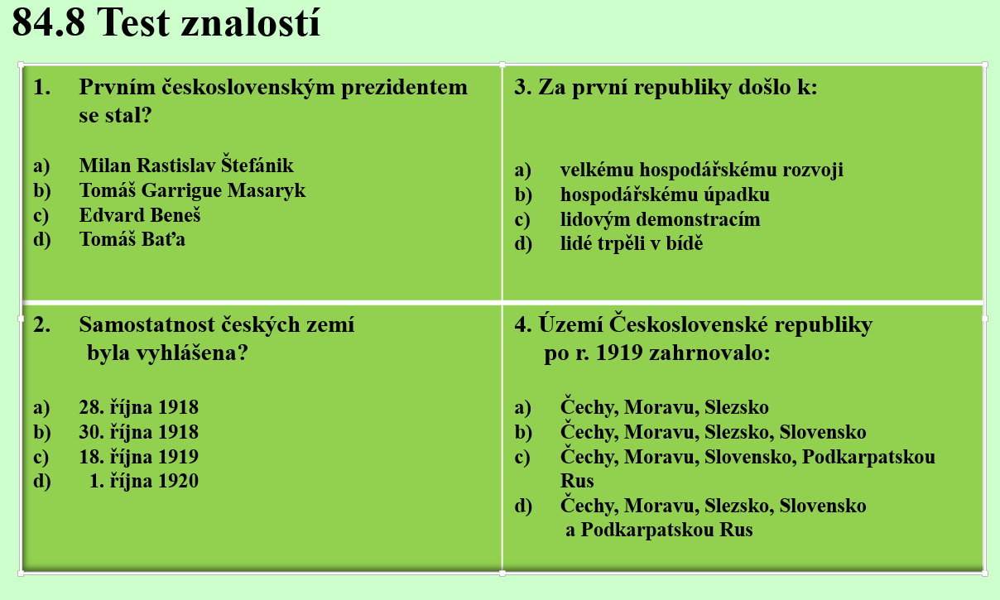 84.8 Test znalostí
1. Prvním československým prezidentem
se stal?
a) Milan Rastislav Štefánik
b) Tomáš Garrigue Masaryk
c) Edvard Beneš
d) Tomáš Baťa
2. Samostatnost českých zemí
byla vyhlášena?
a) 28. října 1918
b) 30. října 1918
c) 18. října 1919
d) 1. října 1920
3. Za první republiky došlo k:
a) velkému hospodářskému rozvoji
b) hospodářskému úpadku
c) lidovým demonstracím
d) lidé trpěli v bídě
4. Území Československé republiky
po r. 1919 zahrnovalo:
a) Čechy, Moravu, Slezsko
b) Čechy, Moravu, Slezsko, Slovensko
c) Čechy, Moravu, Slovensko, Podkarpatskou
Rus
d) Čechy, Moravu, Slezsko, Slovensko
a Podkarpatskou Rus